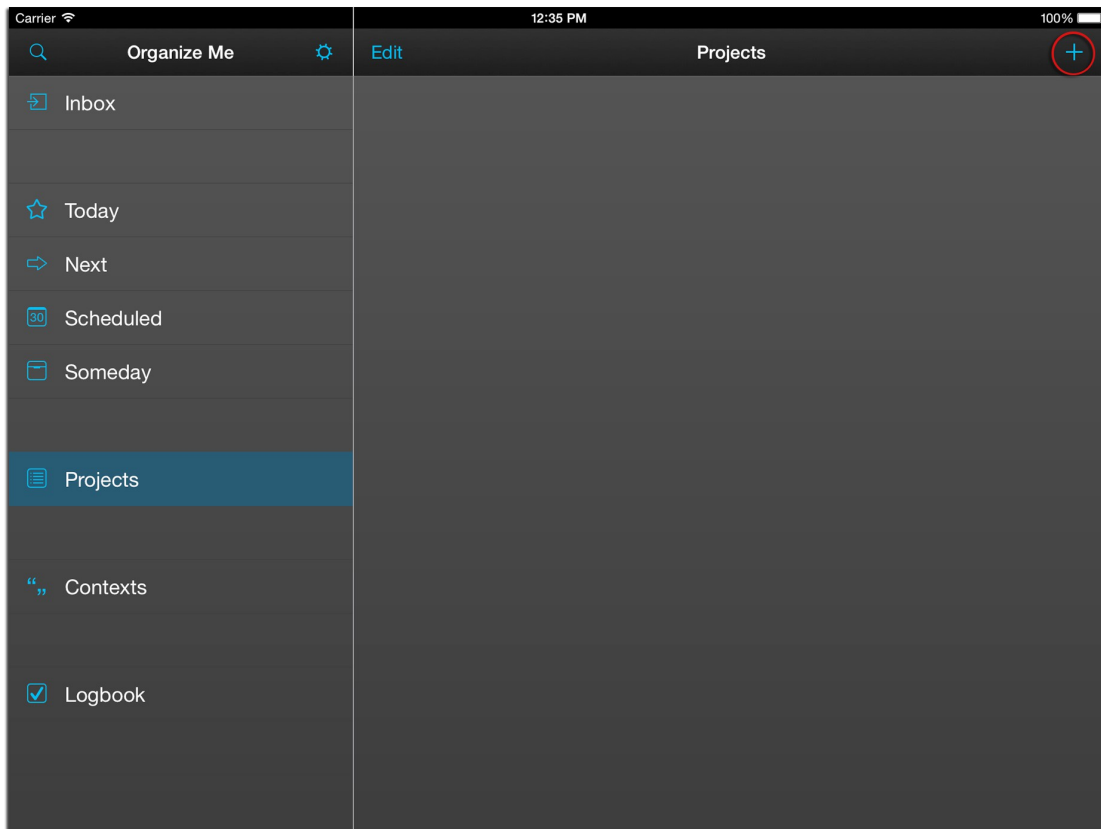 Carrier 12:35 PM 100%
Organize Me
Edit Projects +
Inbox
Today
Next
30 Scheduled
Someday
Projects
“„ Contexts
Logbook